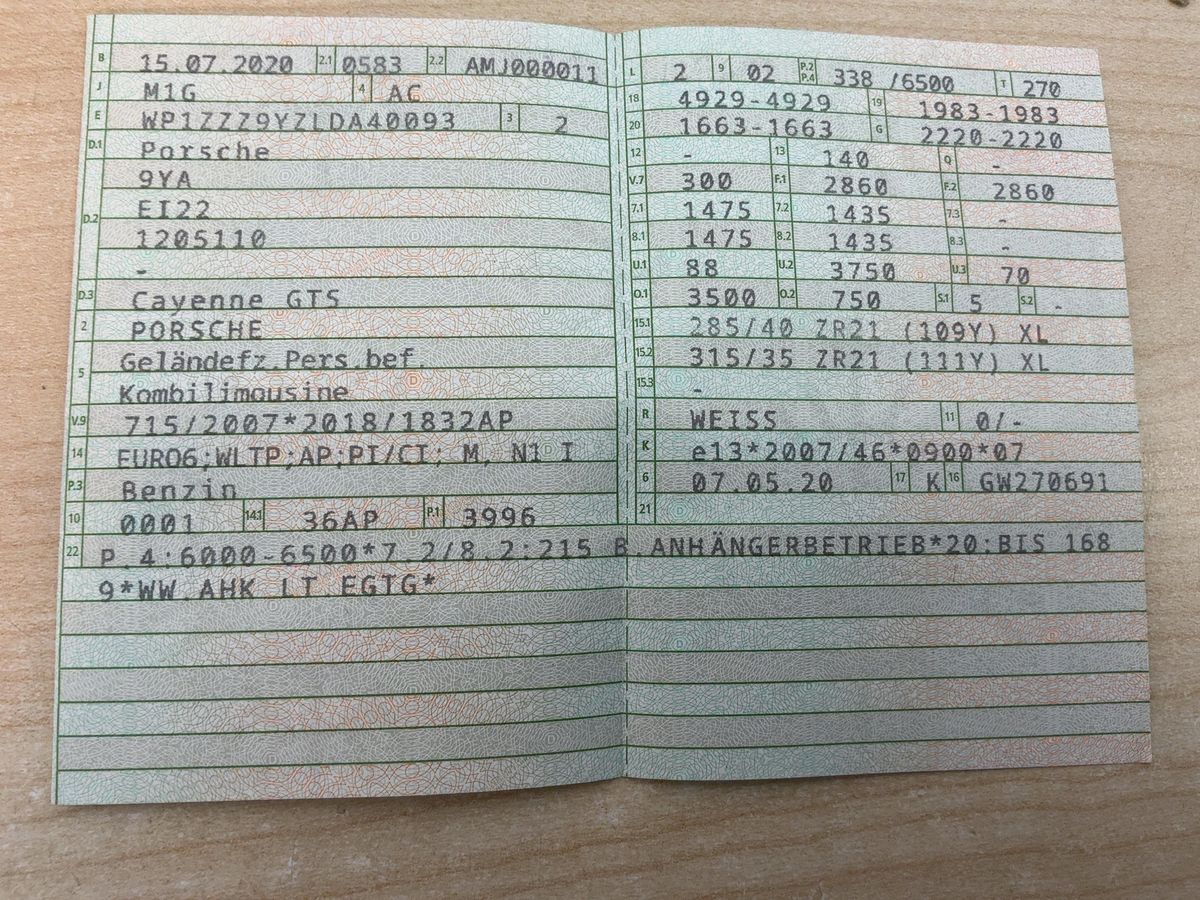 B 15.07.2020 2.1 0583 2.2 AMJ000011
J M1G 4 AC
E WP1ZZZ9YZLDA40093 3 2
D.1 Porsche
9YA
D.2 EI22
1205110
-
D.3 Cayenne GTS
2 PORSCHE
5 Geländefz.Pers.bef.
Kombilimousine
V.9 715/2007*2018/1832AP
14 EURO6;WLTP;AP;PI/CI; M, N1 I
P.3 Benzin
10 0001 14.1 36AP P.1 3996
L 2 9 02 P.2 P.4 338 /6500 T 270
18 4929-4929 19 1983-1983
20 1663-1663 G 2220-2220
12 - 13 140 Q -
V.7 300 F.1 2860 F.2 2860
7.1 1475 7.2 1435 7.3 -
8.1 1475 8.2 1435 8.3 -
U.1 88 U.2 3750 U.3 70
O.1 3500 O.2 750 S.1 5 S.2 -
15.1 285/40 ZR21 (109Y) XL
15.2 315/35 ZR21 (111Y) XL
15.3 -
R WEISS 11 0/-
K e13*2007/46*0900*07
6 07.05.20 17 K 16 GW270691
21
22 P.4:6000-6500*7.2/8.2:215 B.ANHÄNGERBETRIEB*20:BIS 168
9*WW.AHK LT EGTG*